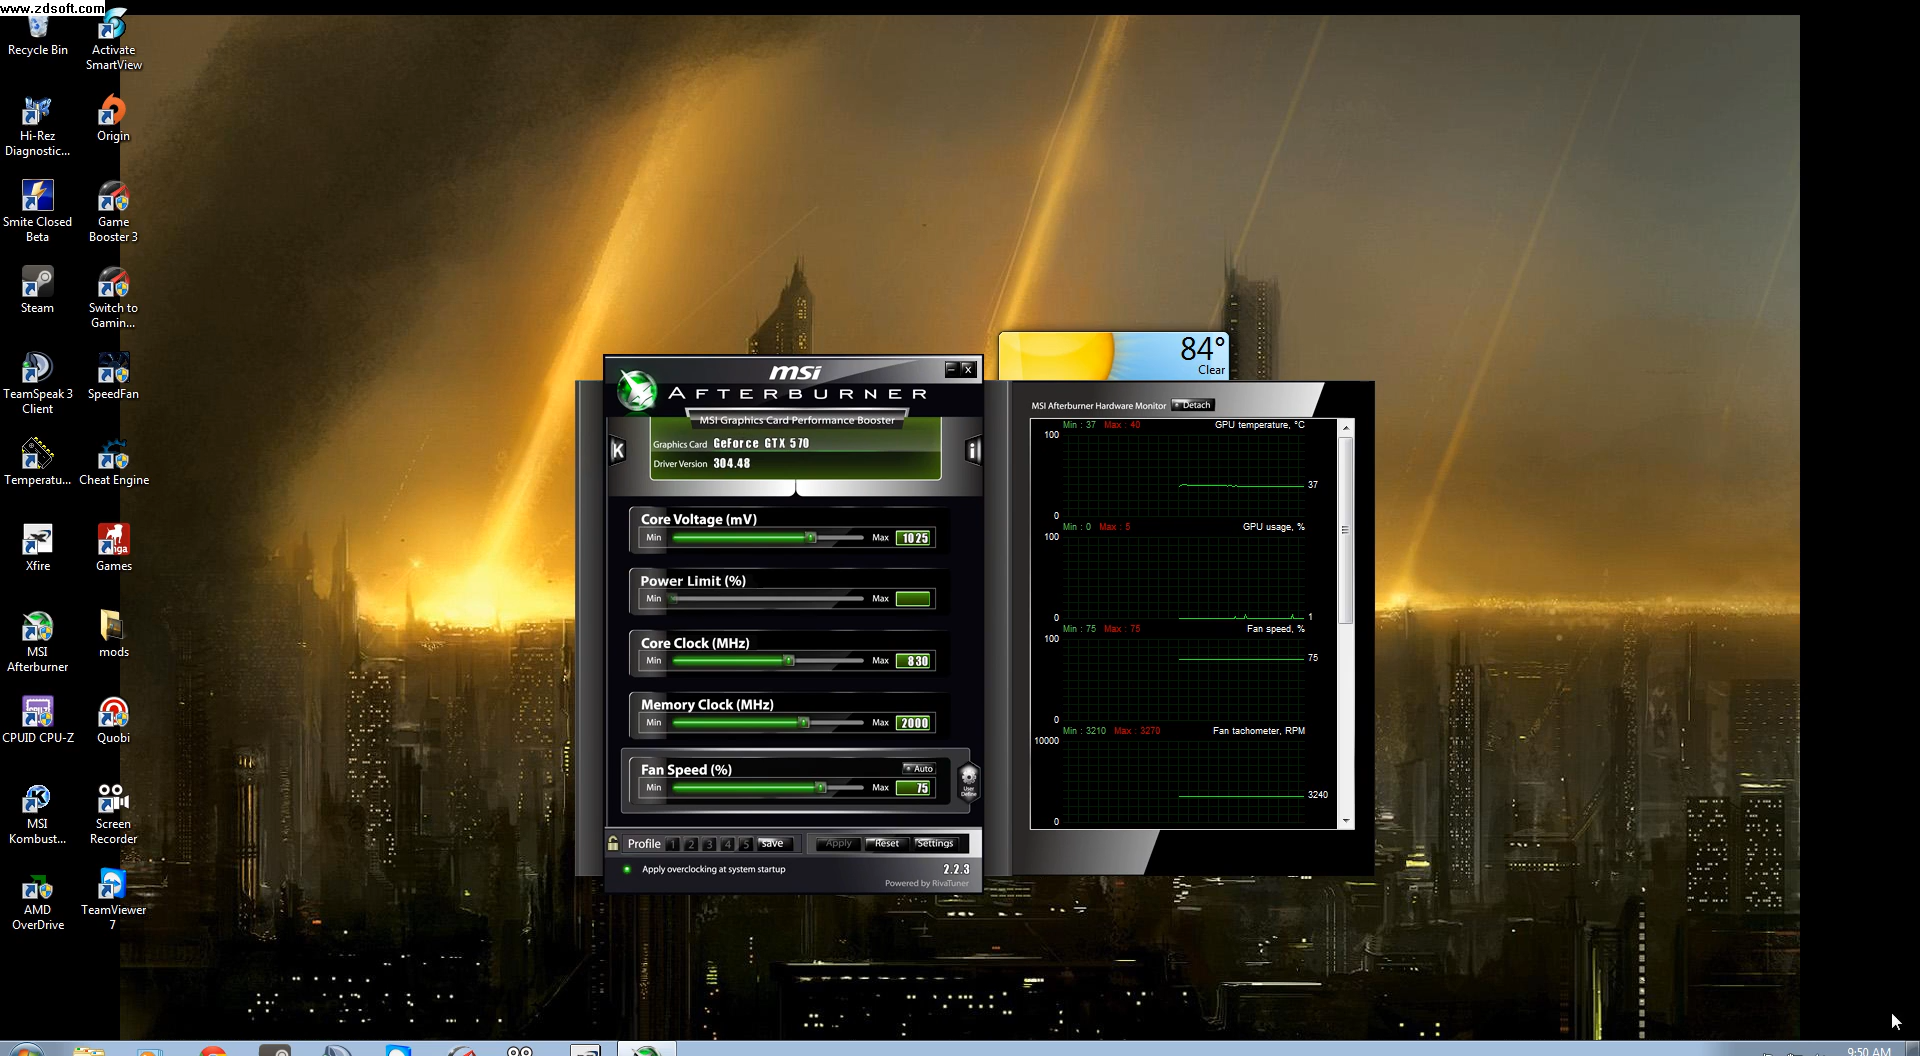 www.zdsoft.com
Recycle Bin
Activate
SmartView
Hi-Rez
Diagnostic...
Origin
Smite Closed
Beta
Game
Booster 3
Steam
Switch to
Gamin...
TeamSpeak 3
Client
SpeedFan
Temperatu...
Cheat Engine
Xfire
Games
MSI
Afterburner
mods
CPUID CPU-Z
Quobi
MSI
Kombust...
Screen
Recorder
AMD
OverDrive
TeamViewer
7
84°
Clear
msi
AFTERBURNER
MSI Graphics Card Performance Booster
K
i
Graphics Card GeForce GTX 570
Driver Version 304.48
Core Voltage (mV)
Min Max 1025
Power Limit (%)
Min Max
Core Clock (MHz)
Min Max 830
Memory Clock (MHz)
Min Max 2000
Fan Speed (%) Auto
Min Max 75
User
Define
Profile 1 2 3 4 5 save Apply Reset Settings
Apply overclocking at system startup 2.2.3
Powered by RivaTuner
MSI Afterburner Hardware Monitor Detach
Min : 37 Max : 40 GPU temperature, °C
100
37
0
Min : 0 Max : 5 GPU usage, %
100
0
1
Min : 75 Max : 75 Fan speed, %
100
75
0
Min : 3210 Max : 3270 Fan tachometer, RPM
10000
3240
0
9:50 AM